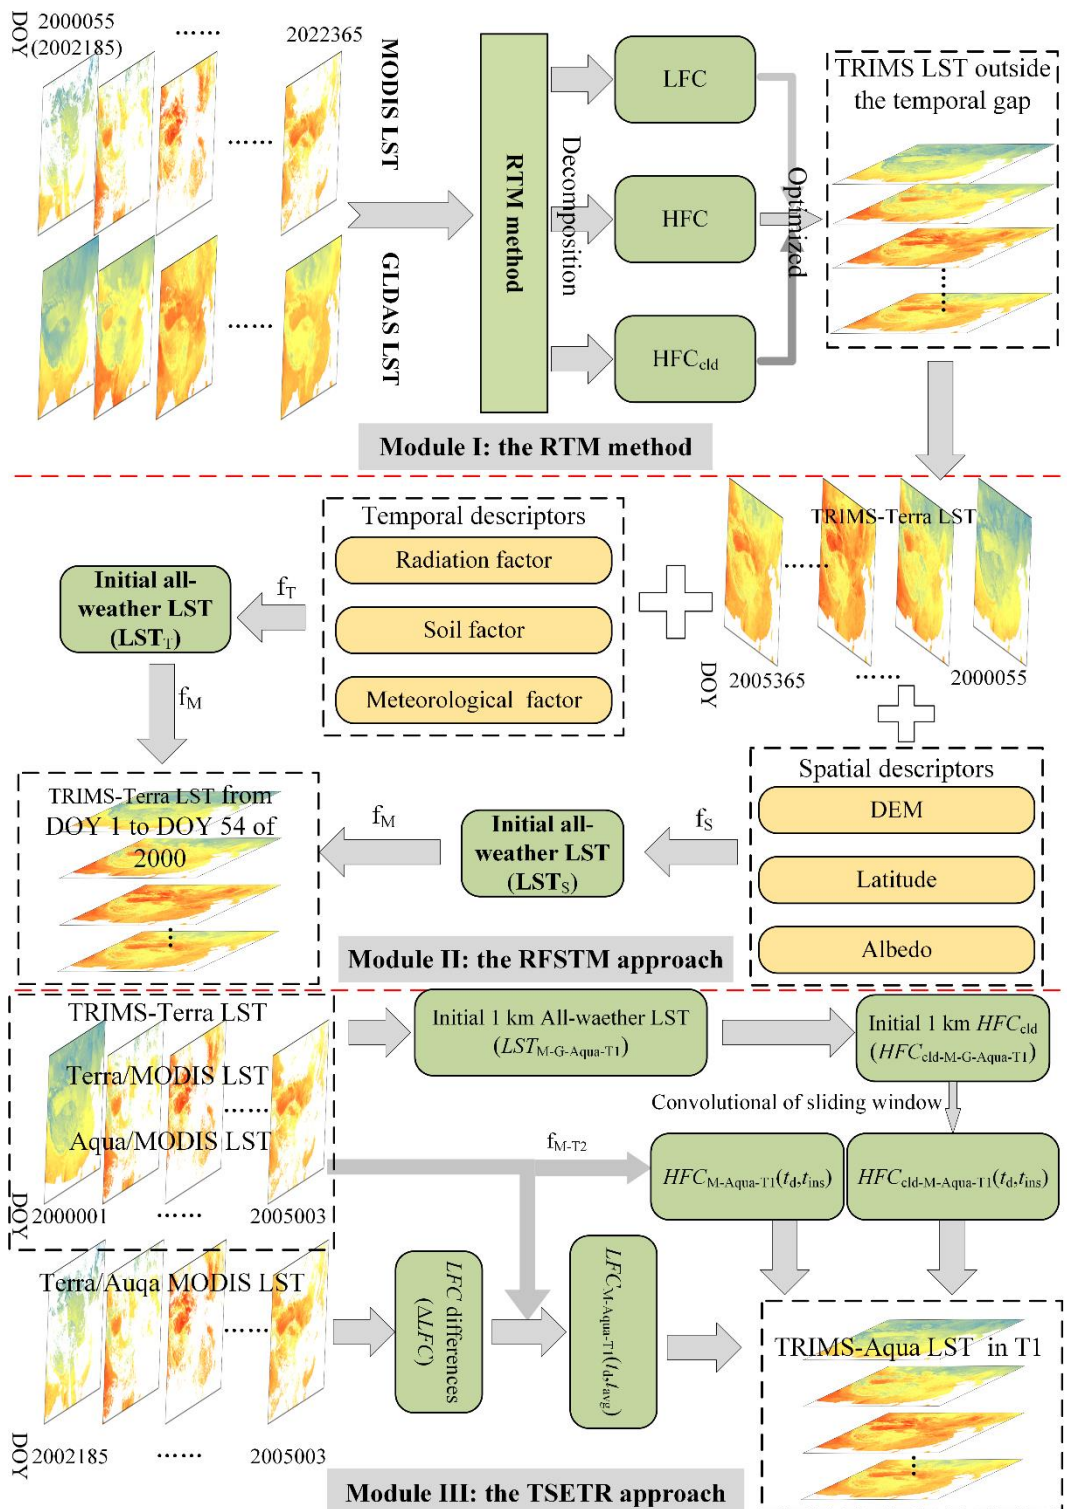 DOY
2000055
(2002185)
......
2022365
MODIS LST
......
GLDAS LST
......
RTM method
Decomposition
LFC
HFC
HFCcld
Optimized
TRIMS LST outside
the temporal gap
......
Module I: the RTM method
Temporal descriptors
Radiation factor
Soil factor
Meteorological factor
fT
Initial all-
weather LST
(LSTT)
fM
TRIMS-Terra LST
......
DOY
2005365
......
2000055
Spatial descriptors
DEM
Latitude
Albedo
fS
Initial all-
weather LST
(LSTS)
fM
TRIMS-Terra LST from
DOY 1 to DOY 54 of
2000
...
Module II: the RFSTM approach
TRIMS-Terra LST
Terra/MODIS LST
......
Aqua/MODIS LST
DOY
2000001
......
2005003
Initial 1 km All-waether LST
(LSTM-G-Aqua-T1)
Initial 1 km HFCcld
(HFCcld-M-G-Aqua-T1)
Convolutional of sliding window
fM-T2
HFCM-Aqua-T1(td,tins)
HFCcld-M-Aqua-T1(td,tins)
Terra/Auqa MODIS LST
......
DOY
2002185
......
2005003
LFC differences
(ΔLFC)
LFCM-Aqua-T1(td,tavg)
TRIMS-Aqua LST in T1
...
Module III: the TSETR approach